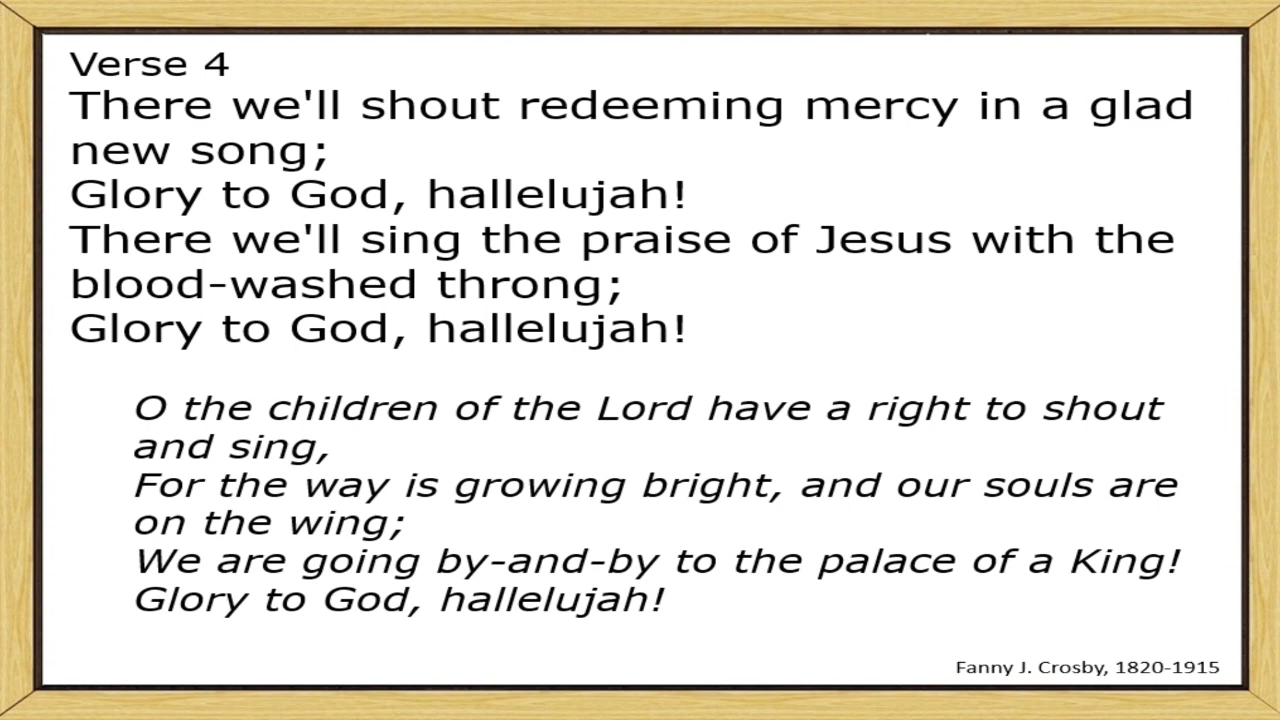 Verse 4
There we'll shout redeeming mercy in a glad
new song;
Glory to God, hallelujah!
There we'll sing the praise of Jesus with the
blood-washed throng;
Glory to God, hallelujah!
O the children of the Lord have a right to shout
and sing,
For the way is growing bright, and our souls are
on the wing;
We are going by-and-by to the palace of a King!
Glory to God, hallelujah!
Fanny J. Crosby, 1820-1915